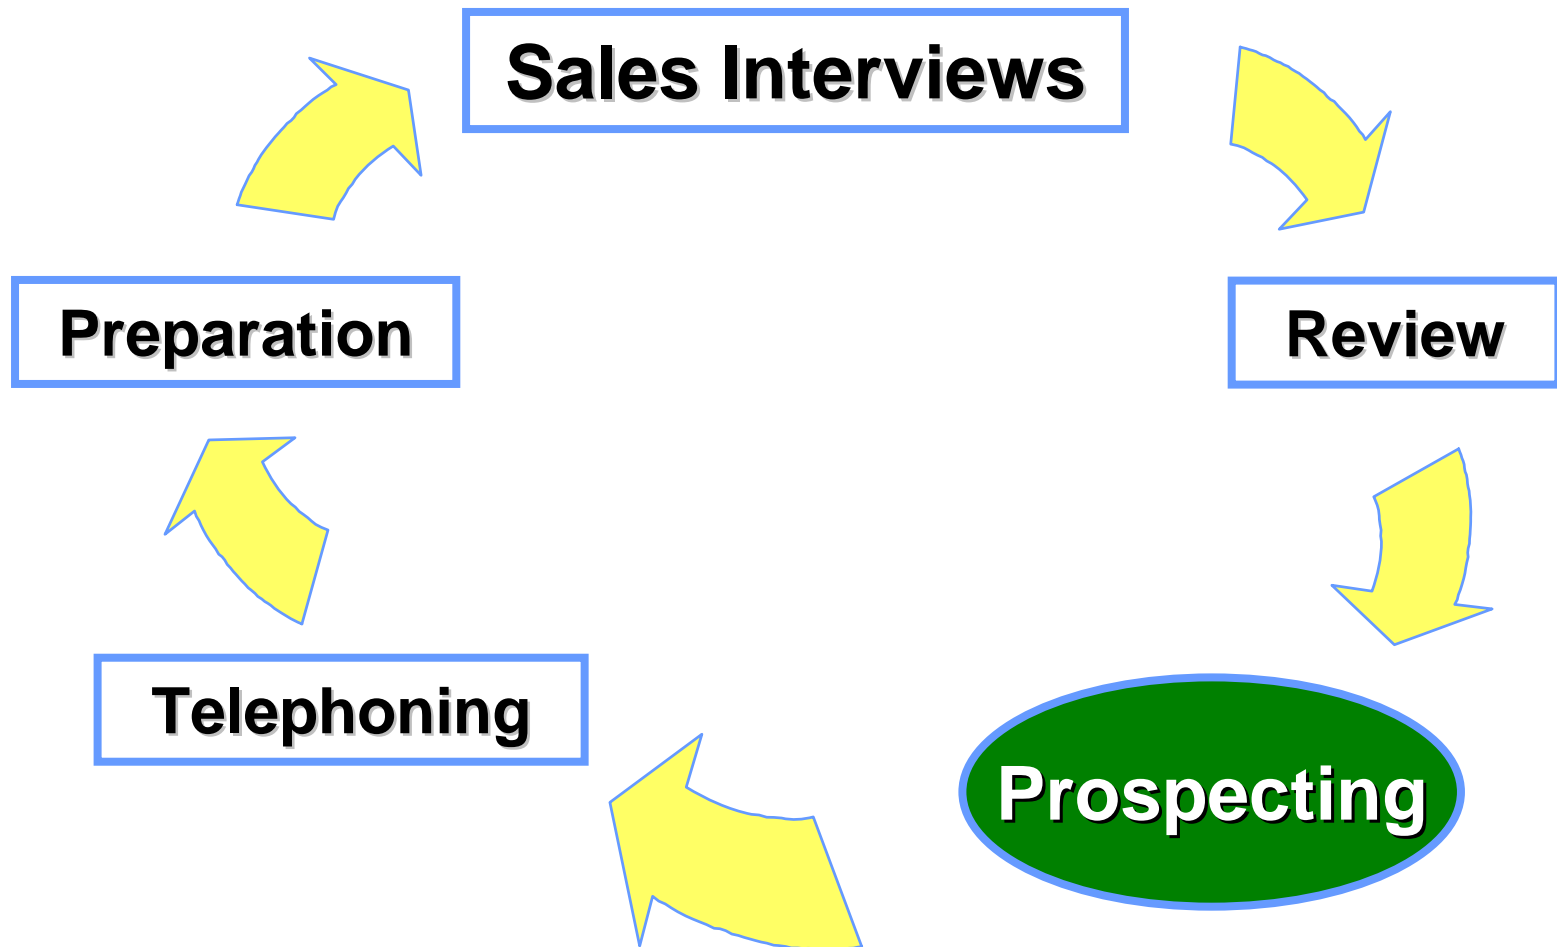 Sales Interviews
Preparation
Review
Telephoning
Prospecting